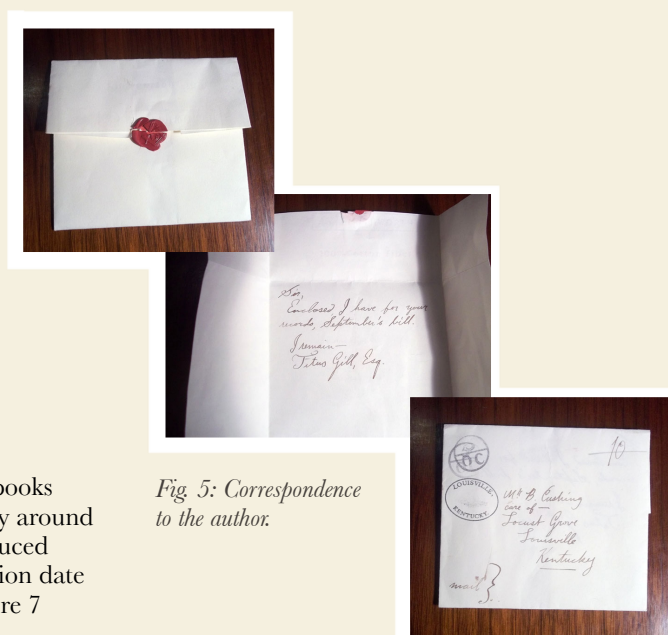 Sir,
Enclosed I have for your
records, September's bill.
I remain—
Titus Gill, Esq.
books
y around
uced
ion date
re 7
Fig. 5: Correspondence
to the author.
10
LOUISVILLE-
KENTUCKY
Mr B Cushing
care of—
Locust Grove
Louisville
Kentucky
mail